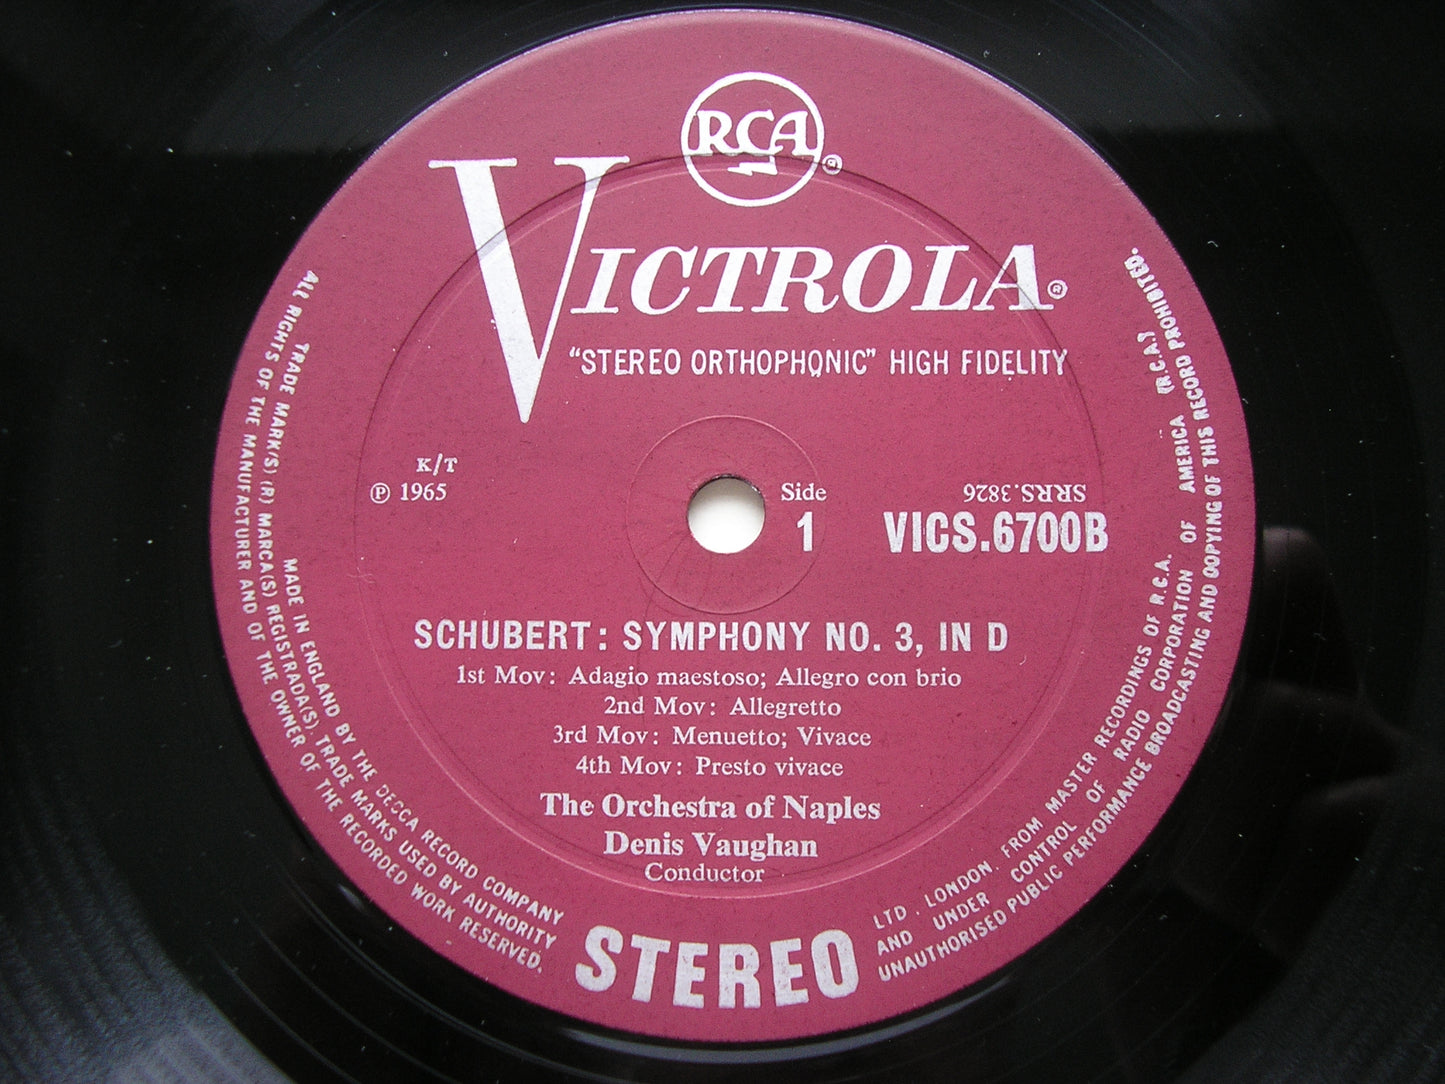 RCA
®
VICTROLA®
"STEREO ORTHOPHONIC" HIGH FIDELITY
K/T
℗ 1965
Side
1
SRRS.3826
VICS.6700B
SCHUBERT: SYMPHONY NO. 3, IN D
1st Mov: Adagio maestoso; Allegro con brio
2nd Mov: Allegretto
3rd Mov: Menuetto; Vivace
4th Mov: Presto vivace
The Orchestra of Naples
Denis Vaughan
Conductor
STEREO
MADE IN ENGLAND BY THE DECCA RECORD COMPANY LTD., LONDON, FROM MASTER RECORDINGS OF R.C.A.
TRADE MARK(S) (R) MARCA(S) REGISTRADA(S). TRADE MARKS USED BY AUTHORITY AND UNDER CONTROL OF RADIO CORPORATION OF AMERICA (R.C.A.)
ALL RIGHTS OF THE MANUFACTURER AND OF THE OWNER OF THE RECORDED WORK RESERVED. UNAUTHORISED PUBLIC PERFORMANCE BROADCASTING AND COPYING OF THIS RECORD PROHIBITED.